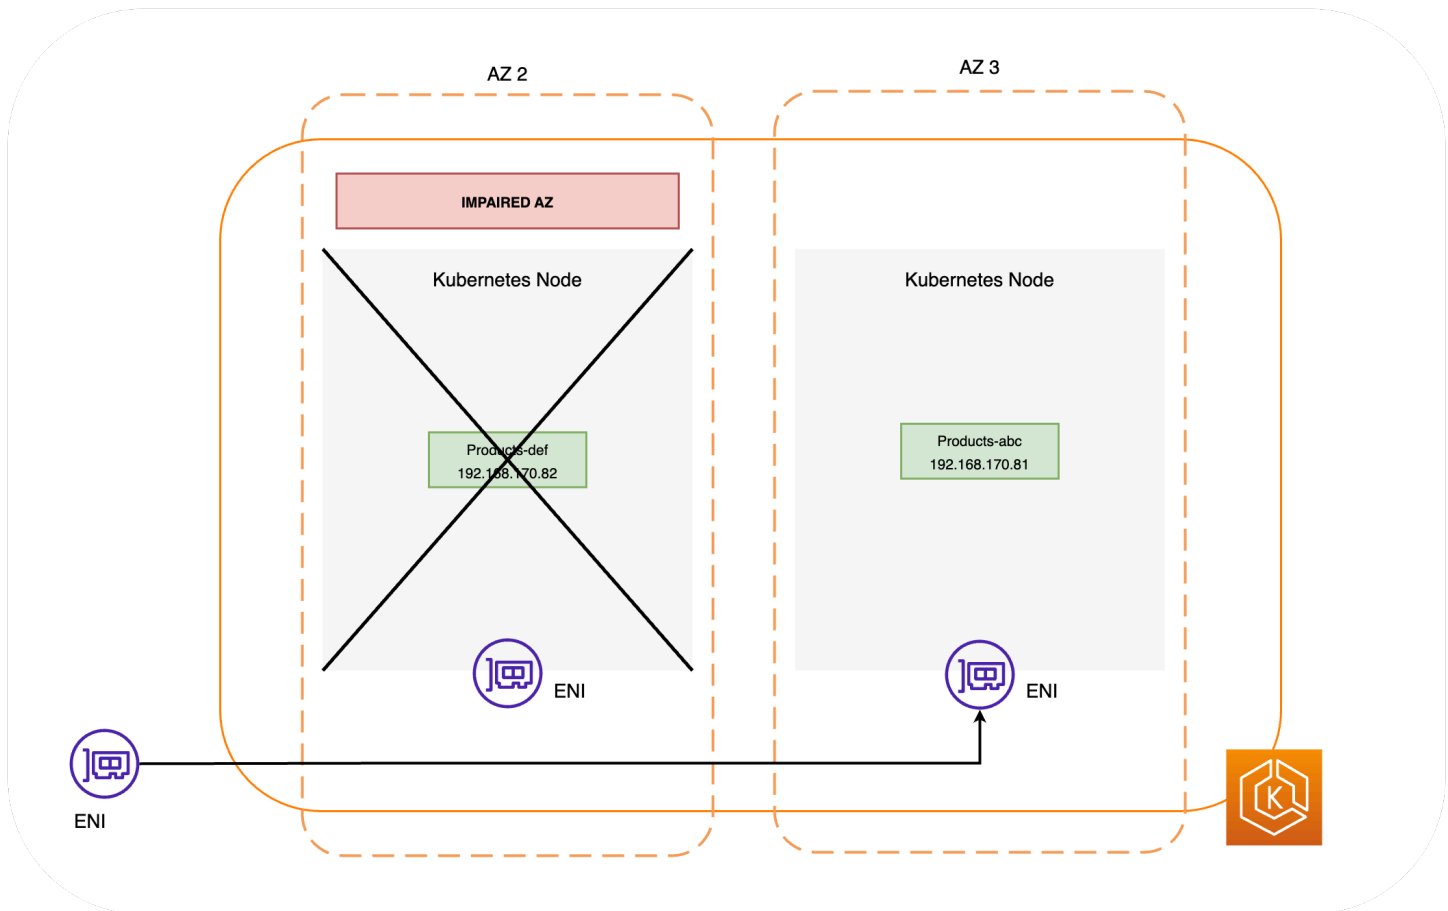 AZ 2
AZ 3
IMPAIRED AZ
Kubernetes Node
Kubernetes Node
Products-def
192.168.170.82
Products-abc
192.168.170.81
ENI
ENI
ENI
K